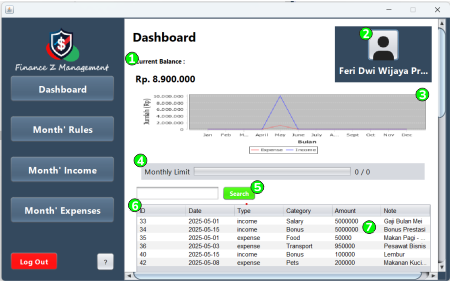 Dashboard
2
1 Current Balance :
Finance Z Management
Feri Dwi Wijaya Pr...
Rp. 8.900.000
Dashboard
3
10,000,000
8,000,000
6,000,000
4,000,000
2,000,000
0
Jumlah (Rp)
Month' Rules
Jan Feb M... April May June July A... Sep... Oct Nov Dec
Bulan
Expense Income
4
Month' Income
Monthly Limit 0 / 0
5
Search
6
Month' Expenses
ID Date Type Category Amount Note
33 2025-05-01 income Salary 5000000 Gaji Bulan Mei
7
34 2025-05-15 income Bonus 5000000 Bonus Prestasi
35 2025-05-01 expense Food 50000 Makan Pagi - ...
36 2025-05-03 expense Transport 950000 Pesawat Bisnis
40 2025-05-15 income Bonus 100000 Lembur
42 2025-05-08 expense Pets 200000 Makanan Kuci...
Log Out ?